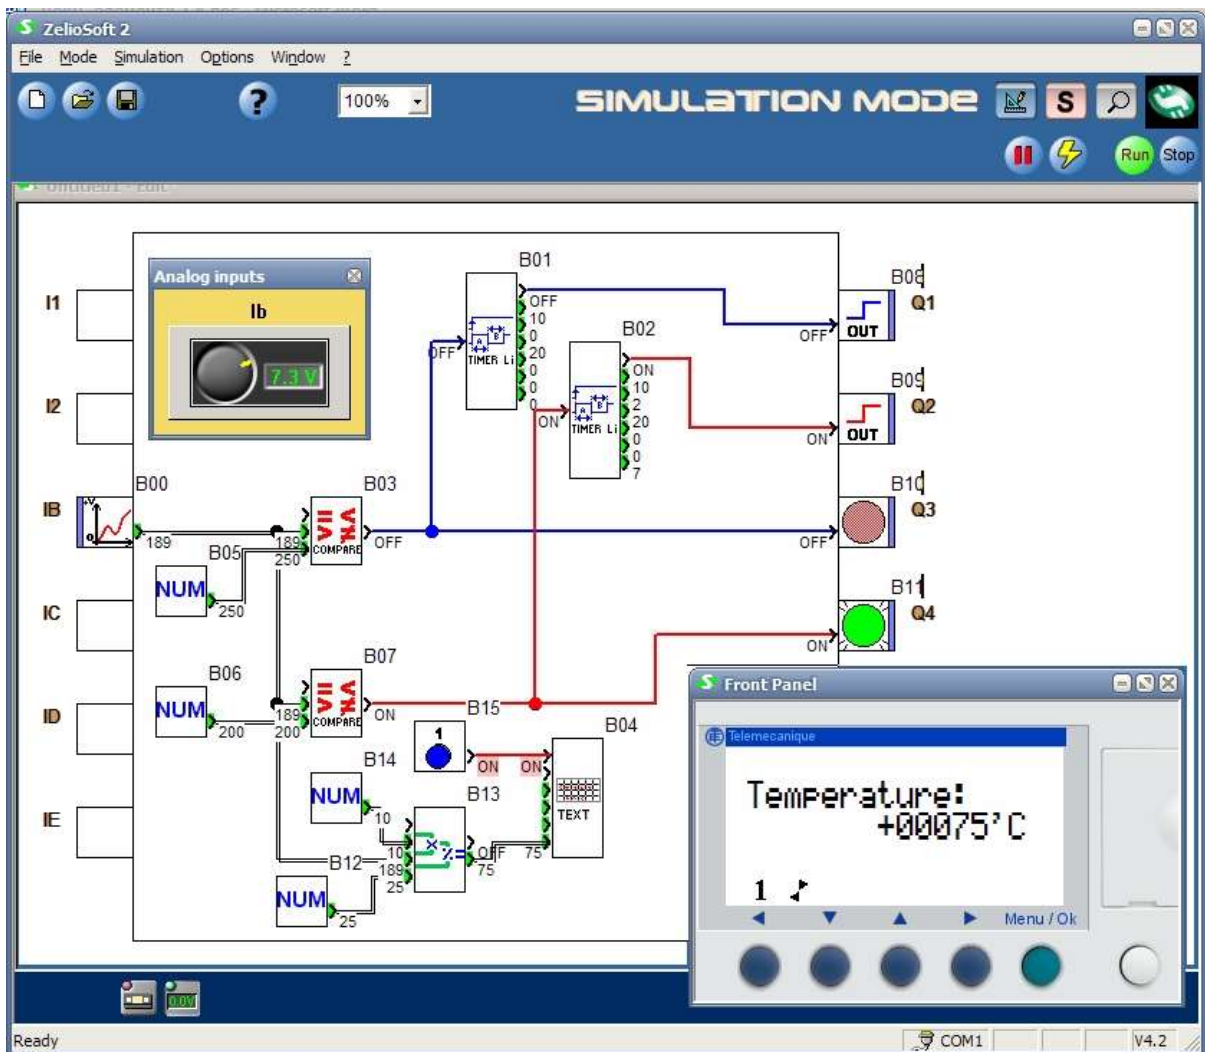 ZelioSoft 2
File Mode Simulation Options Window ?
100%
SIMULATION MODE
S
Run Stop
Untitled1 - Edit
Analog inputs
Ib
7.3 V
I1
I2
IB
IC
ID
IE
B01
OFF
10
0
20
0
0
0
OFF
TIMER Li
B02
ON
10
2
20
0
0
7
ON
TIMER Li
B08
Q1
OFF
OUT
B09
Q2
ON
OUT
B10
Q3
OFF
B11
Q4
ON
B00
+V
0
189
B03
189
250
COMPARE
OFF
B05
NUM
250
B06
NUM
200
B07
189
200
COMPARE
ON
B15
1
ON
B04
ON
TEXT
75
B14
NUM
10
B13
10
189
25
OFF
75
B12
NUM
25
Front Panel
Telemecanique
Temperature:
+00075'C
1
Menu / Ok
0.0V
Ready
COM1
V4.2